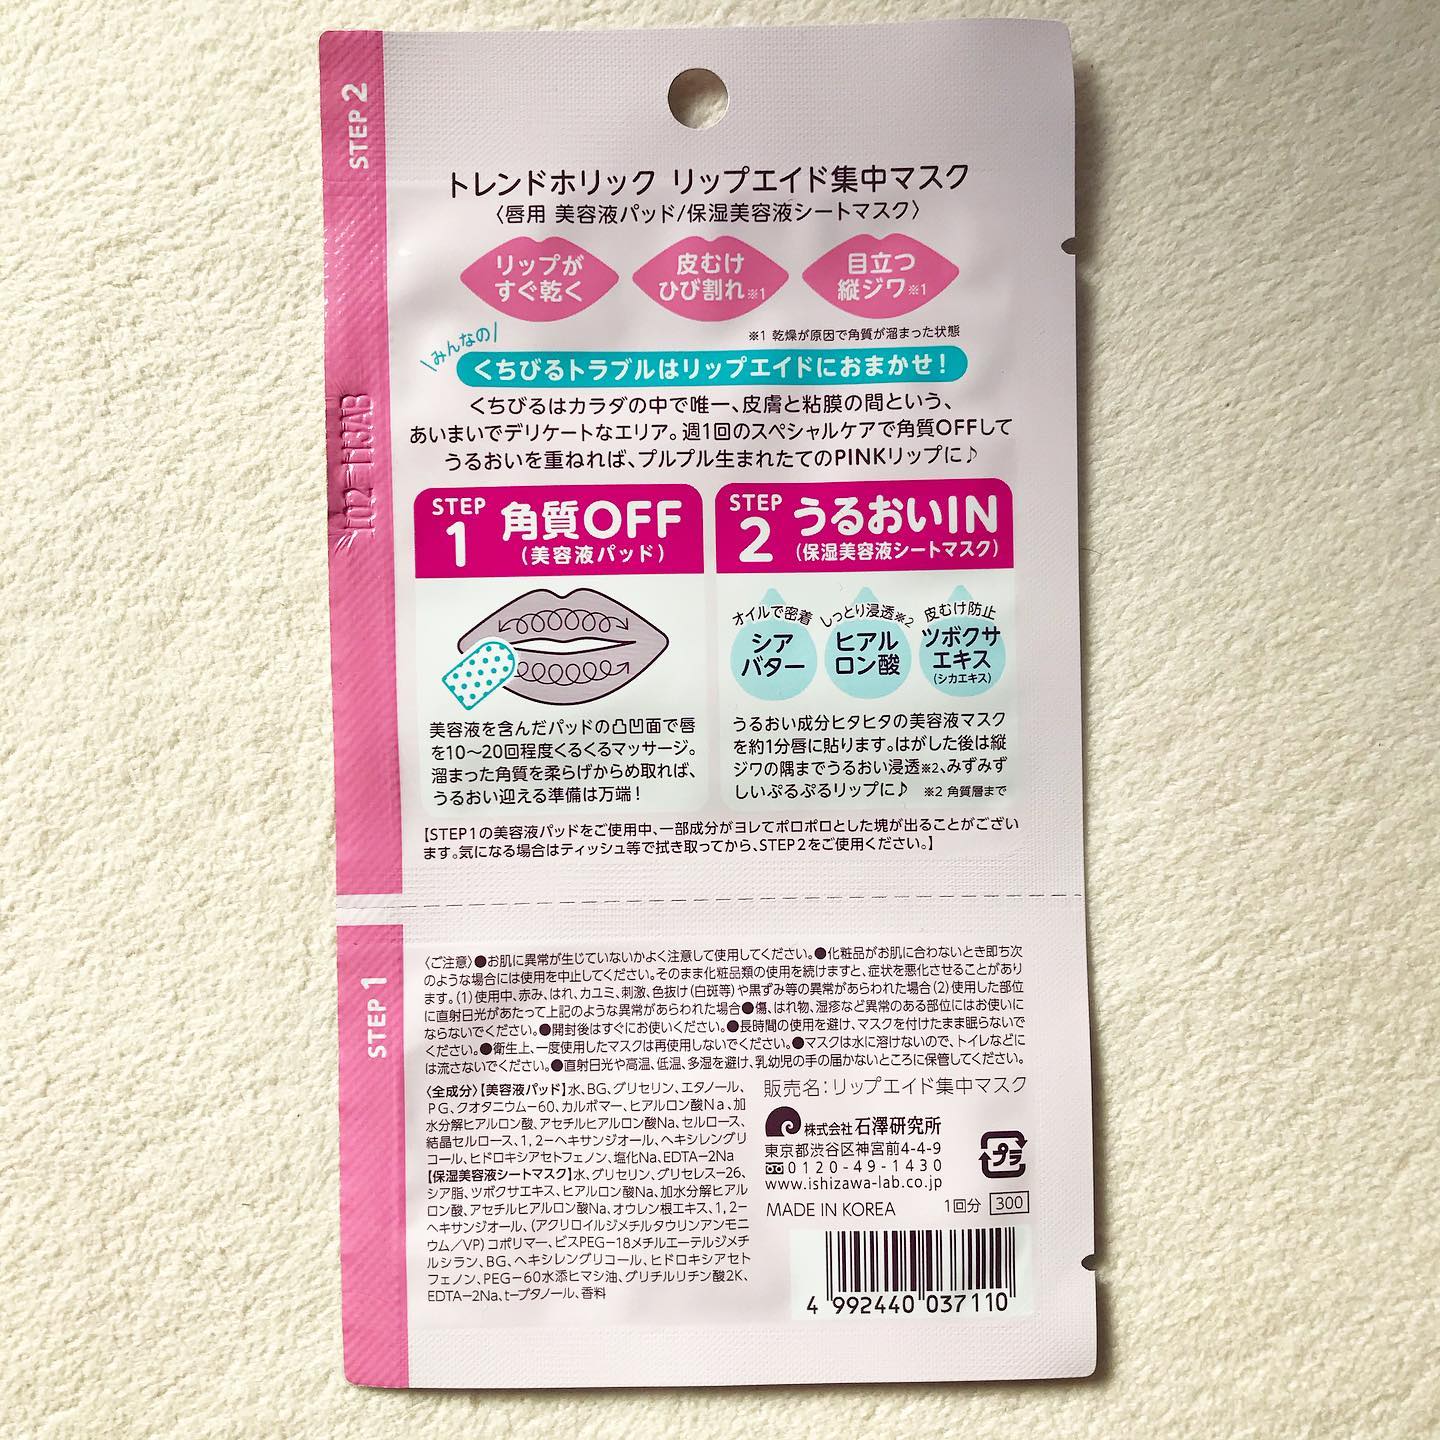 STEP 2
トレンドホリック リップエイド集中マスク
〈唇用 美容液パッド/保湿美容液シートマスク〉
リップが
すぐ乾く
皮むけ
ひび割れ※1
目立つ
縦ジワ※1
※1 乾燥が原因で角質が溜まった状態
\みんなの/
くちびるトラブルはリップエイドにおまかせ!
くちびるはカラダの中で唯一、皮膚と粘膜の間という、
あいまいでデリケートなエリア。週1回のスペシャルケアで角質OFFして
うるおいを重ねれば、プルプル生まれたてのPINKリップに♪
102-113AB
STEP
1
角質OFF
(美容液パッド)
美容液を含んだパッドの凸凹面で唇
を10〜20回程度くるくるマッサージ。
溜まった角質を柔らげからめ取れば、
うるおい迎える準備は万端!
STEP
2
うるおいIN
(保湿美容液シートマスク)
オイルで密着
シア
バター
しっとり浸透※2
ヒアル
ロン酸
皮むけ防止
ツボクサ
エキス
(シカエキス)
うるおい成分ヒタヒタの美容液マスク
を約1分唇に貼ります。はがした後は縦
ジワの隅までうるおい浸透※2、みずみず
しいぷるぷるリップに♪ ※2 角質層まで
【STEP1の美容液パッドをご使用中、一部成分がヨレてポロポロとした塊が出ることがござい
ます。気になる場合はティッシュ等で拭き取ってから、STEP2をご使用ください。】
STEP 1
〈ご注意〉●お肌に異常が生じていないかよく注意して使用してください。●化粧品がお肌に合わないとき即ち次
のような場合には使用を中止してください。そのまま化粧品類の使用を続けますと、症状を悪化させることがあり
ます。(1)使用中、赤み、はれ、カユミ、刺激、色抜け(白斑等)や黒ずみ等の異常があらわれた場合(2)使用した部位
に直射日光があたって上記のような異常があらわれた場合●傷、はれ物、湿疹など異常のある部位にはお使いに
ならないでください。●開封後はすぐにお使いください。●長時間の使用を避け、マスクを付けたまま眠らないで
ください。●衛生上、一度使用したマスクは再使用しないでください。●マスクは水に溶けないので、トイレなどに
は流さないでください。●直射日光や高温、低温、多湿を避け、乳幼児の手の届かないところに保管してください。
〈全成分〉【美容液パッド】水、BG、グリセリン、エタノール、
PG、クオタニウム−60、カルボマー、ヒアルロン酸Na、加
水分解ヒアルロン酸、アセチルヒアルロン酸Na、セルロース、
結晶セルロース、1,2−ヘキサンジオール、ヘキシレングリ
コール、ヒドロキシアセトフェノン、塩化Na、EDTA−2Na
【保湿美容液シートマスク】水、グリセリン、グリセレス−26、
シア脂、ツボクサエキス、ヒアルロン酸Na、加水分解ヒアル
ロン酸、アセチルヒアルロン酸Na、オウレン根エキス、1,2−
ヘキサンジオール、(アクリロイルジメチルタウリンアンモニ
ウム/VP)コポリマー、ビスPEG−18メチルエーテルジメチ
ルシラン、BG、ヘキシレングリコール、ヒドロキシアセト
フェノン、PEG−60水添ヒマシ油、グリチルリチン酸2K、
EDTA−2Na、t−ブタノール、香料
販売名:リップエイド集中マスク
株式会社石澤研究所
東京都渋谷区神宮前4-4-9
0120-49-1430
www.ishizawa-lab.co.jp
プラ
MADE IN KOREA 1回分 300
4 992440 037110